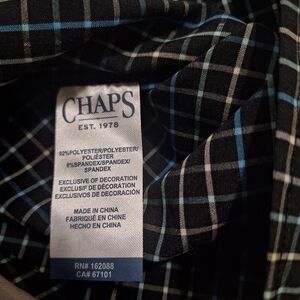 CHAPS
EST. 1978
92%POLYESTER/POLYESTER/
POLIÉSTER
8%SPANDEX/SPANDEX/
SPANDEX
EXCLUSIVE OF DECORATION
EXCLUSIF DE DÉCORATION
EXCLUSIVOS DE DECORACIÓN
MADE IN CHINA
FABRIQUÉ EN CHINE
HECHO EN CHINA
RN# 162088
CA# 67101